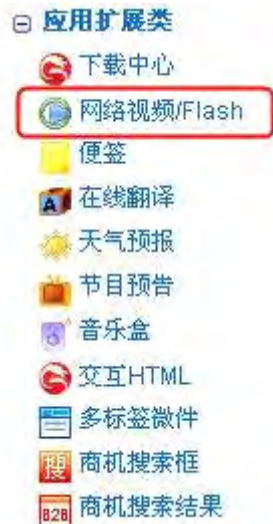 应用扩展类
下载中心
网络视频/Flash
便签
A
在线翻译
天气预报
节目预告
音乐盒
交互HTML
多标签微件
搜 商机搜索框
B2B 商机搜索结果